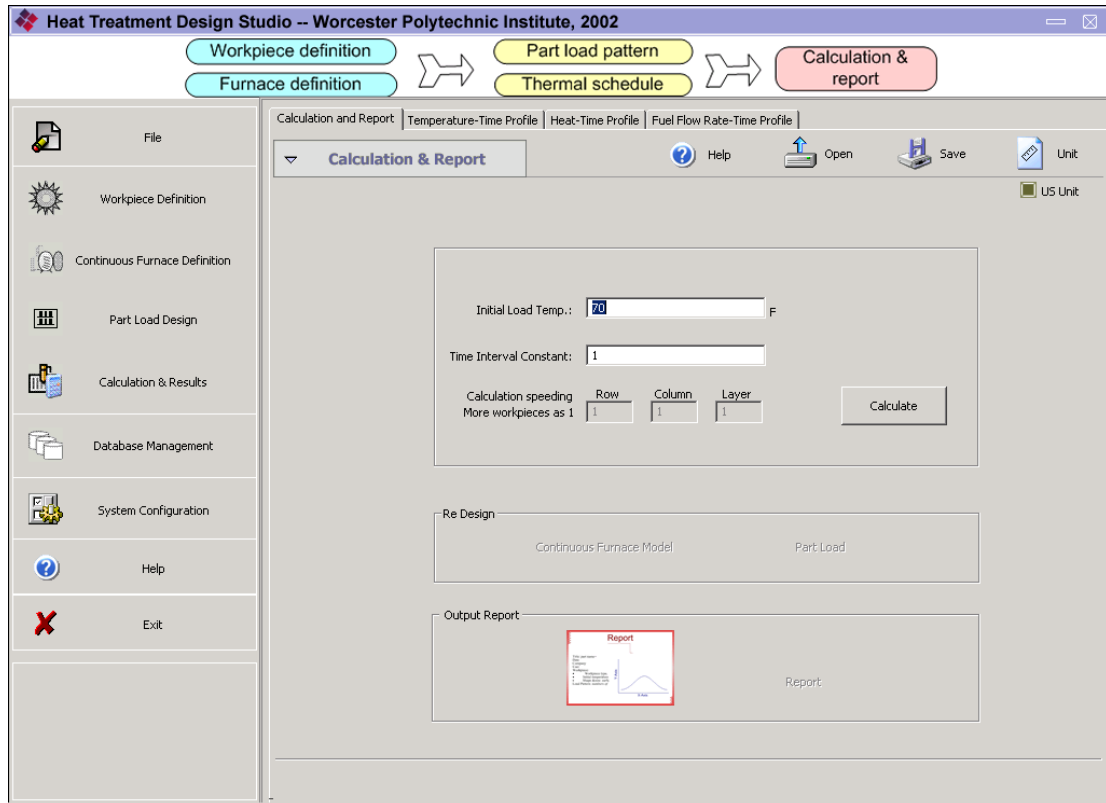 Heat Treatment Design Studio -- Worcester Polytechnic Institute, 2002
Workpiece definition
Furnace definition
Part load pattern
Thermal schedule
Calculation &
report
File
Workpiece Definition
Continuous Furnace Definition
Part Load Design
Calculation & Results
Database Management
System Configuration
Help
Exit
Calculation and Report Temperature-Time Profile Heat-Time Profile Fuel Flow Rate-Time Profile
Calculation & Report
Help Open Save Unit
US Unit
Initial Load Temp.: 70 F
Time Interval Constant: 1
Calculation speeding Row Column Layer
More workpieces as 1 1 1 1
Calculate
Re Design
Continuous Furnace Model Part Load
Output Report
Report
Report